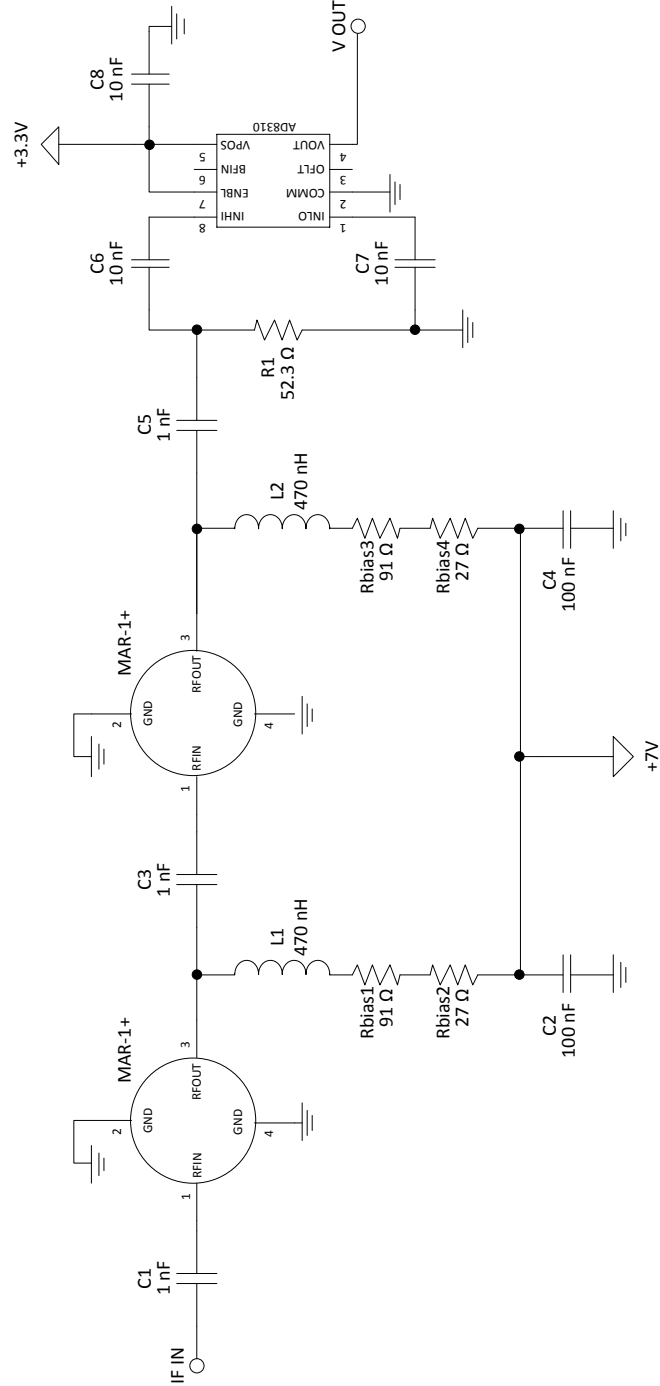 IF IN
C1
1 nF
MAR-1+
1
RFIN
2
GND
GND
4
RFOUT
3
L1
470 nH
Rbias1
91 Ω
Rbias2
27 Ω
C2
100 nF
C3
1 nF
MAR-1+
1
RFIN
2
GND
GND
4
RFOUT
3
L2
470 nH
Rbias3
91 Ω
Rbias4
27 Ω
C4
100 nF
+7V
C5
1 nF
R1
52.3 Ω
C6
10 nF
C7
10 nF
8
INHI
7
ENBL
6
BFIN
5
VPOS
INLO
1
COMM
2
OFLT
3
VOUT
4
AD8310
+3.3V
C8
10 nF
V OUT